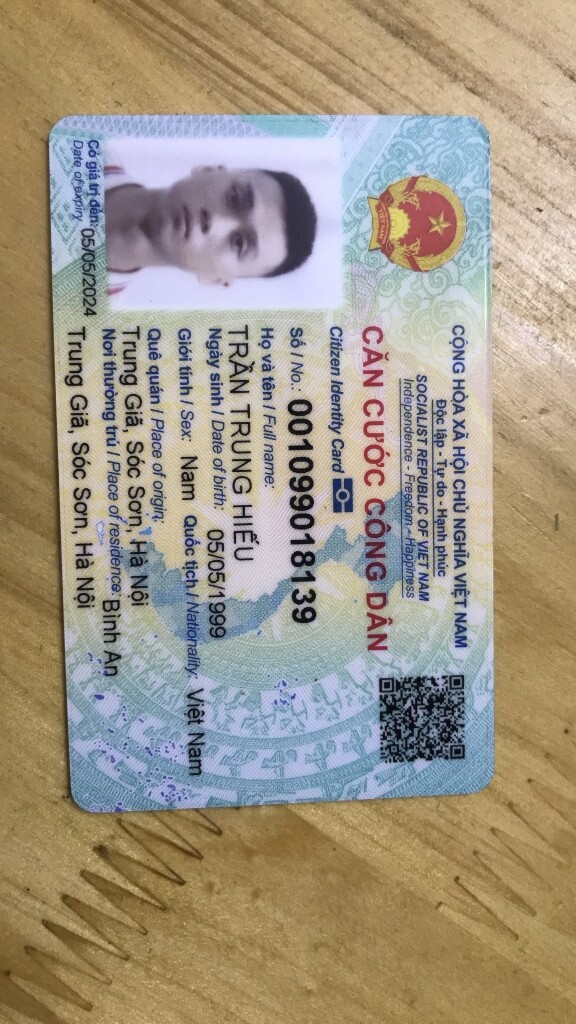 CỘNG HÒA XÃ HỘI CHỦ NGHĨA VIỆT NAM
Độc lập - Tự do - Hạnh phúc
SOCIALIST REPUBLIC OF VIET NAM
Independence - Freedom - Happiness
CĂN CƯỚC CÔNG DÂN
Citizen Identity Card
Số / No.: 001099018139
Họ và tên / Full name:
TRẦN TRUNG HIẾU
Ngày sinh / Date of birth: 05/05/1999
Giới tính / Sex: Nam Quốc tịch / Nationality: Việt Nam
Quê quán / Place of origin:
Trung Giã, Sóc Sơn, Hà Nội
Nơi thường trú / Place of residence: Bình An
Trung Giã, Sóc Sơn, Hà Nội
Có giá trị đến: 05/05/2024
Date of expiry